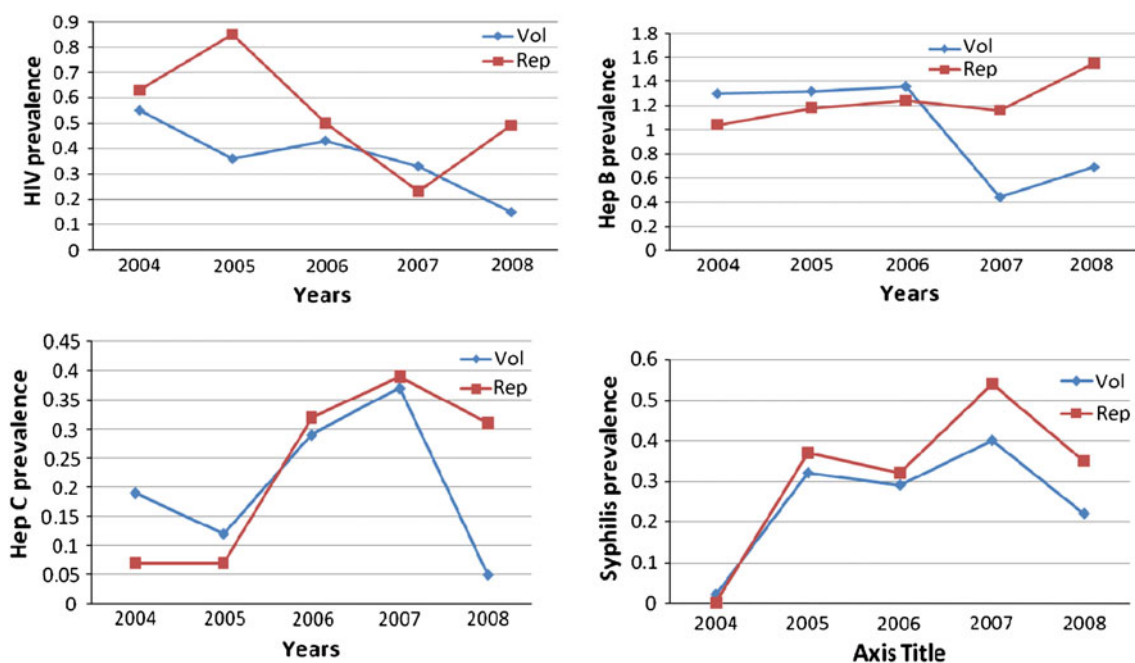 HIV prevalence
0.9
0.8
0.7
0.6
0.5
0.4
0.3
0.2
0.1
0
Vol
Rep
2004 2005 2006 2007 2008
Years
Hep B prevalence
1.8
1.6
1.4
1.2
1
0.8
0.6
0.4
0.2
0
Vol
Rep
2004 2005 2006 2007 2008
Years
Hep C prevalence
0.45
0.4
0.35
0.3
0.25
0.2
0.15
0.1
0.05
0
Vol
Rep
2004 2005 2006 2007 2008
Years
Syphilis prevalence
0.6
0.5
0.4
0.3
0.2
0.1
0
Vol
Rep
2004 2005 2006 2007 2008
Axis Title